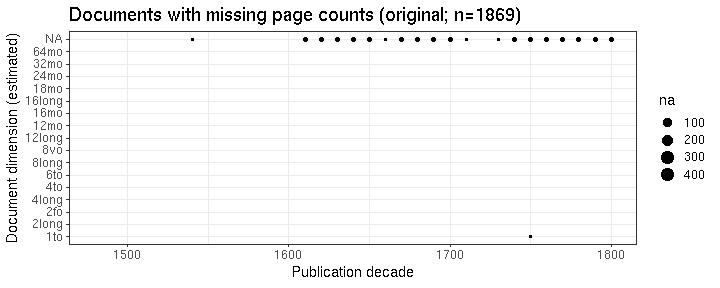 Documents with missing page counts (original; n=1869)
Document dimension (estimated)
NA
64mo
32mo
24mo
18mo
16long
16mo
12mo
12long
8vo
8long
6to
4to
4long
2fo
2long
1to
1500 1600 1700 1800
Publication decade
na
100
200
300
400